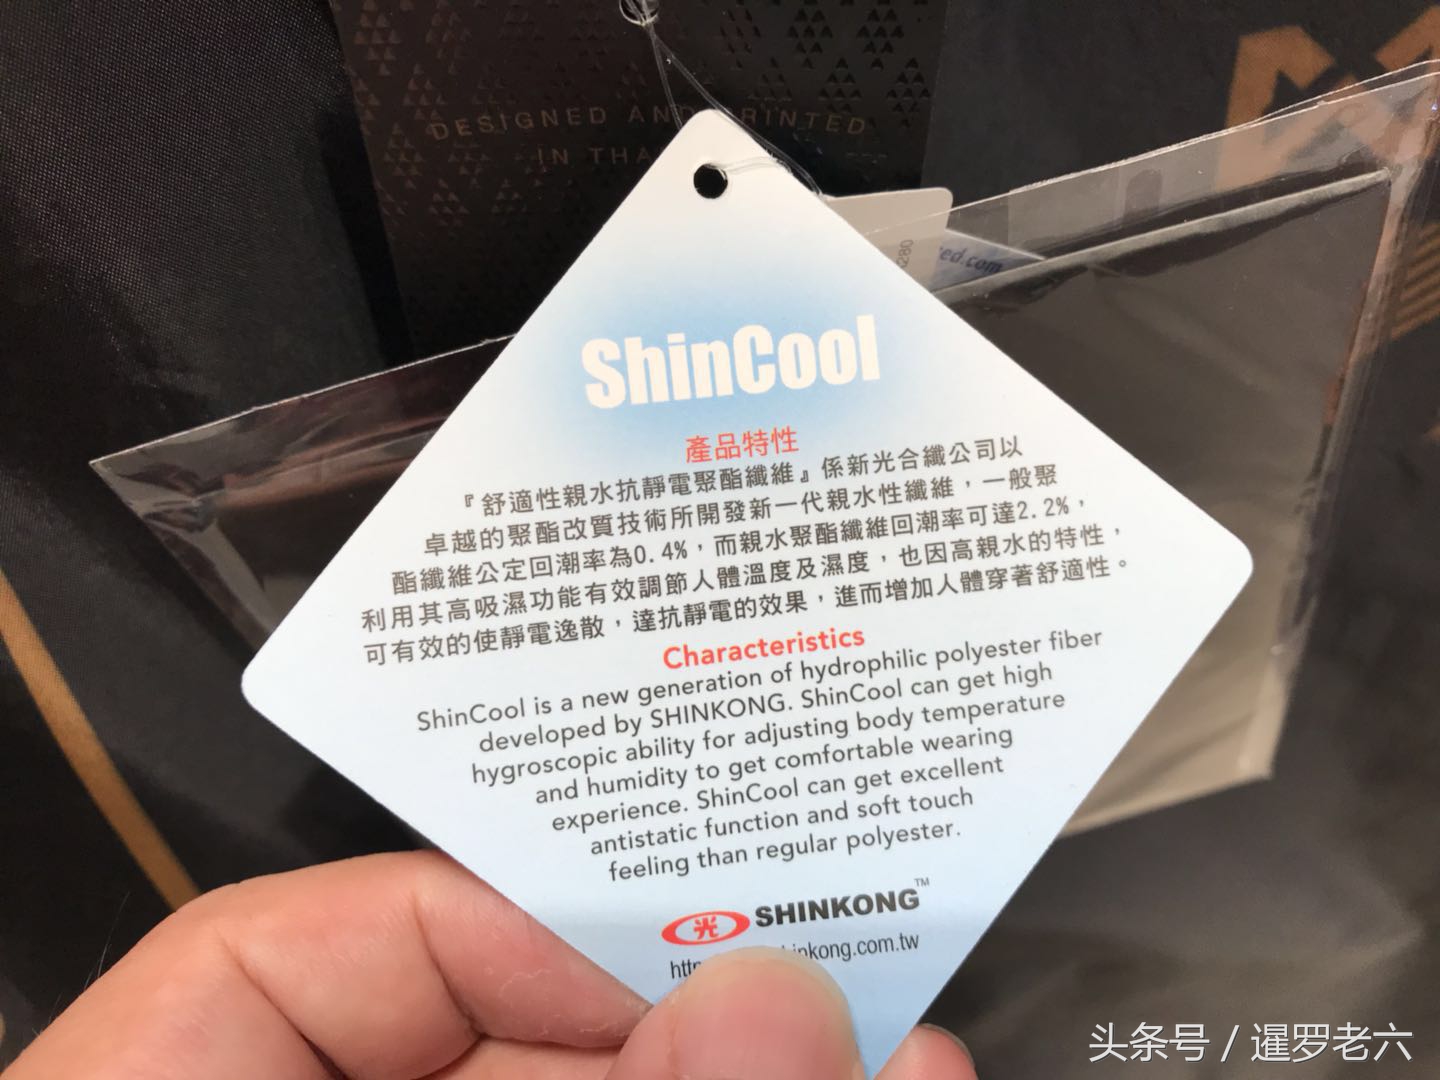 DESIGNED AND PRINTED
IN
ShinCool
產品特性
『舒適性親水抗靜電聚酯纖維』係新光合纖公司以
卓越的聚酯改質技術所開發新一代親水性纖維，一般聚
酯纖維公定回潮率為0.4%，而親水聚酯纖維回潮率可達2.2%，
利用其高吸濕功能有效調節人體溫度及濕度，也因高親水的特性，
可有效的使靜電逸散，達抗靜電的效果，進而增加人體穿著舒適性。
Characteristics
ShinCool is a new generation of hydrophilic polyester fiber
developed by SHINKONG. ShinCool can get high
hygroscopic ability for adjusting body temperature
and humidity to get comfortable wearing
experience. ShinCool can get excellent
antistatic function and soft touch
feeling than regular polyester.
光 SHINKONG™
头条号 / 暹罗老六